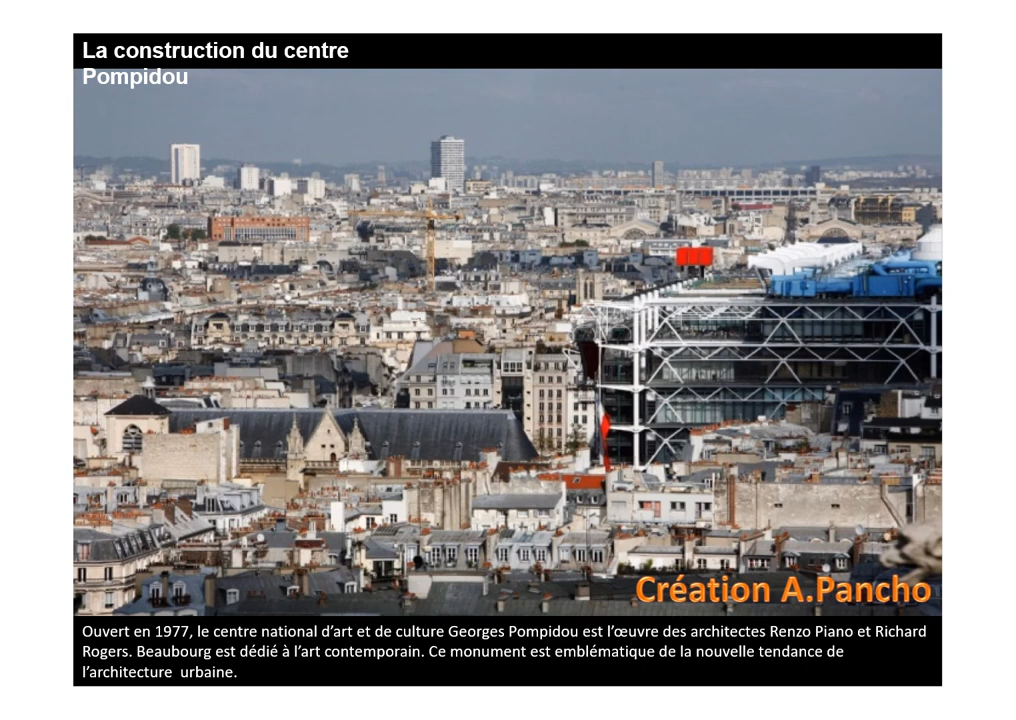 La construction du centre
Pompidou
Création A.Pancho
Ouvert en 1977, le centre national d'art et de culture Georges Pompidou est l'œuvre des architectes Renzo Piano et Richard
Rogers. Beaubourg est dédié à l'art contemporain. Ce monument est emblématique de la nouvelle tendance de
l'architecture  urbaine.